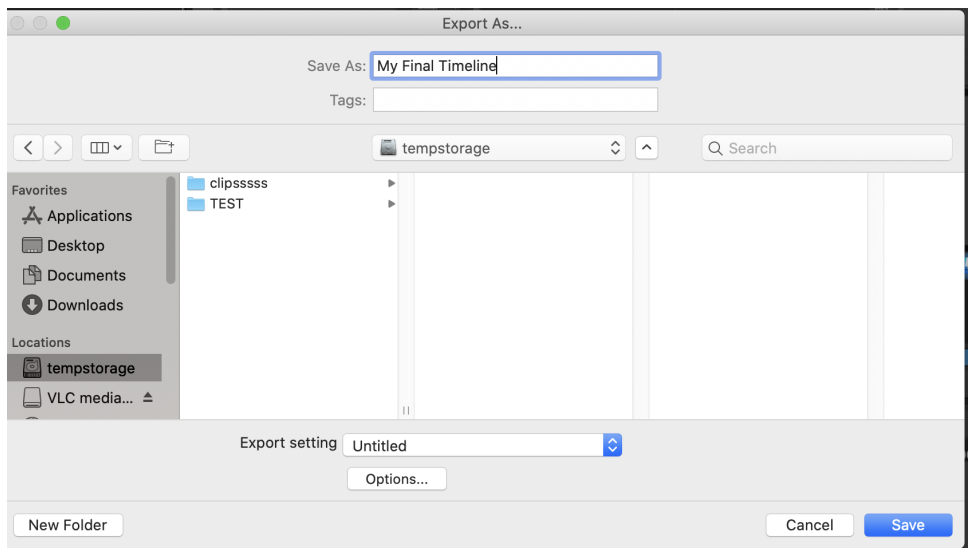 Export As...
Save As: My Final Timeline
Tags:
tempstorage
Search
Favorites
Applications
Desktop
Documents
Downloads
Locations
tempstorage
VLC media...
clipsssss
TEST
Export setting Untitled
Options...
New Folder
Cancel
Save